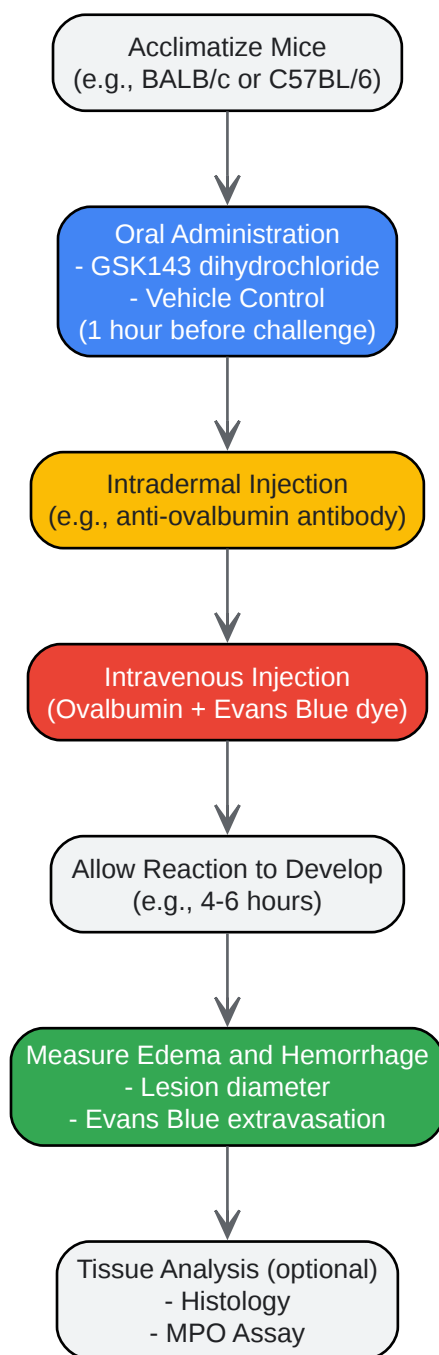 Acclimatize Mice
(e.g., BALB/c or C57BL/6)
Oral Administration
- GSK143 dihydrochloride
- Vehicle Control
(1 hour before challenge)
Intradermal Injection
(e.g., anti-ovalbumin antibody)
Intravenous Injection
(Ovalbumin + Evans Blue dye)
Allow Reaction to Develop
(e.g., 4-6 hours)
Measure Edema and Hemorrhage
- Lesion diameter
- Evans Blue extravasation
Tissue Analysis (optional)
- Histology
- MPO Assay